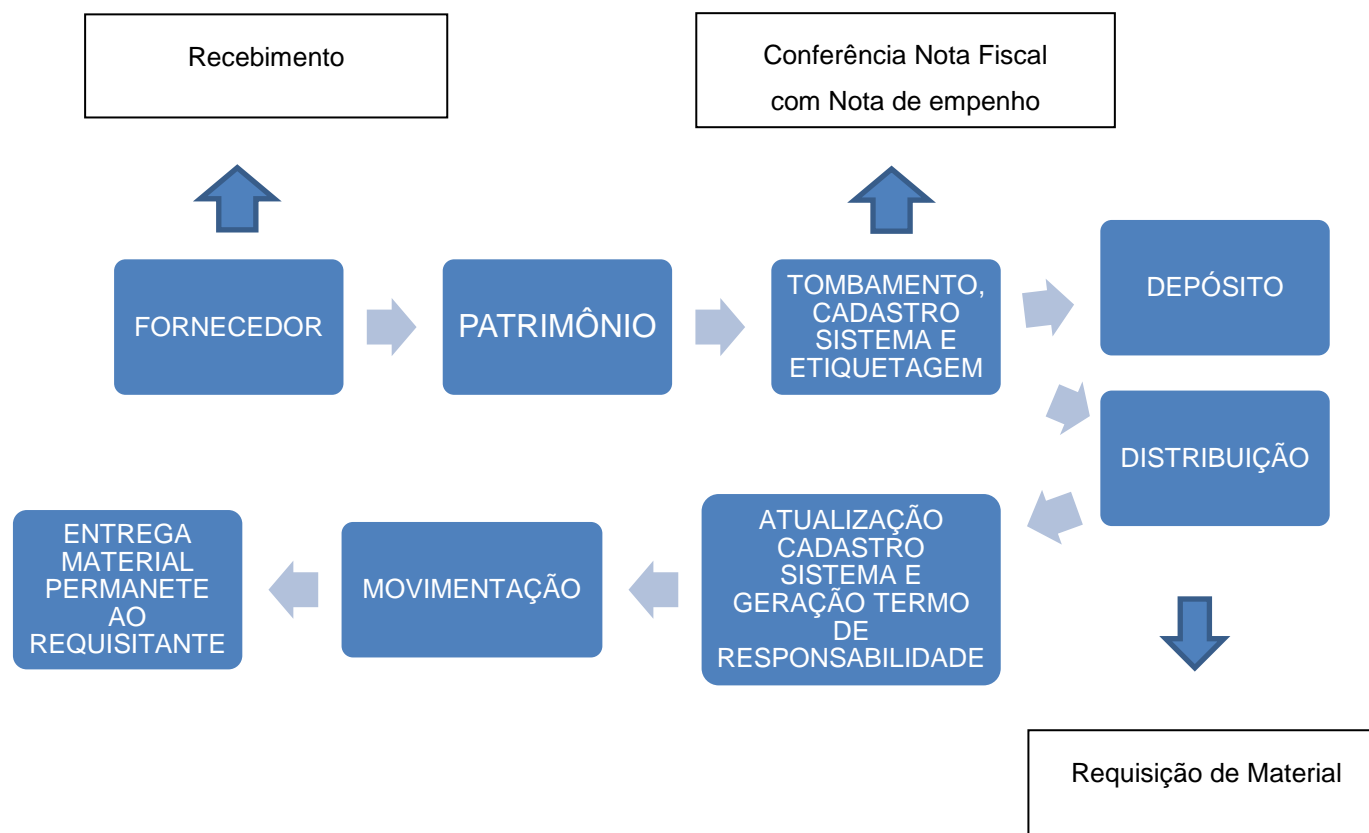 Recebimento
Conferência Nota Fiscal
com Nota de empenho
FORNECEDOR
PATRIMÔNIO
TOMBAMENTO,
CADASTRO
SISTEMA E
ETIQUETAGEM
DEPÓSITO
DISTRIBUIÇÃO
ATUALIZAÇÃO
CADASTRO
SISTEMA E
GERAÇÃO TERMO
DE
RESPONSABILIDADE
MOVIMENTAÇÃO
ENTREGA
MATERIAL
PERMANETE
AO
REQUISITANTE
Requisição de Material